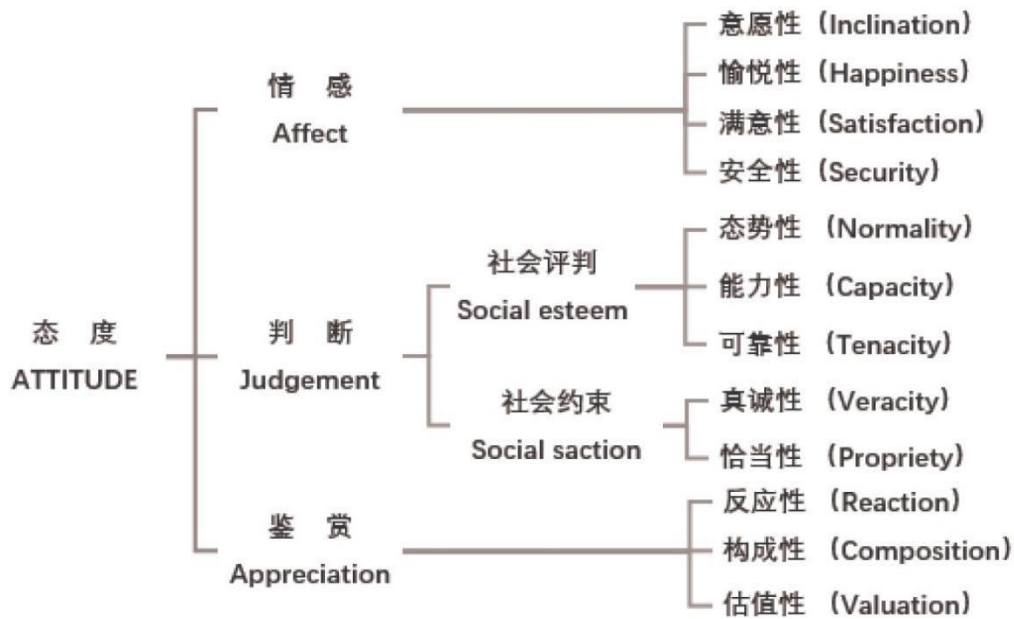 态 度
ATTITUDE
情 感
Affect
意愿性 (Inclination)
愉悦性 (Happiness)
满意性 (Satisfaction)
安全性 (Security)
判 断
Judgement
社会评判
Social esteem
态势性 (Normality)
能力性 (Capacity)
可靠性 (Tenacity)
社会约束
Social saction
真诚性 (Veracity)
恰当性 (Propriety)
鉴 赏
Appreciation
反应性 (Reaction)
构成性 (Composition)
估值性 (Valuation)